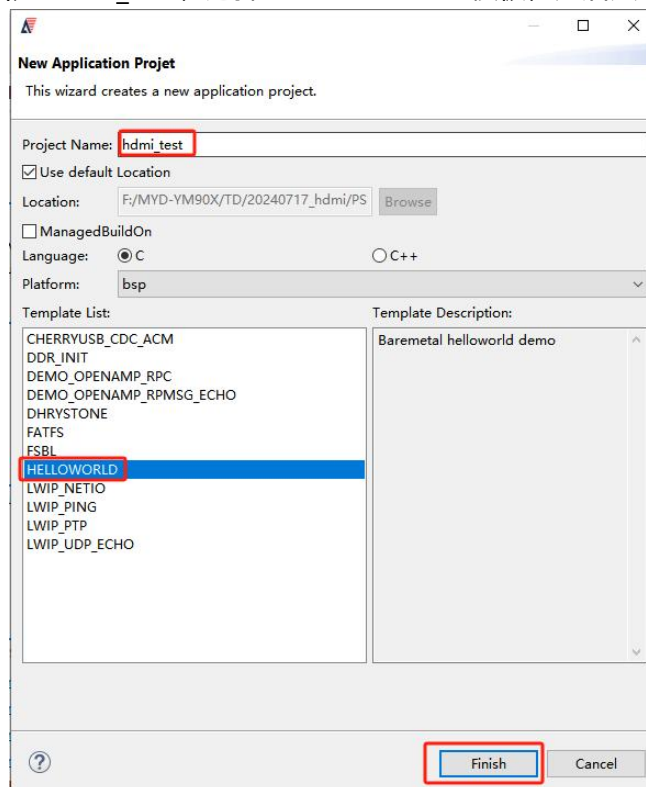 New Application Projet
This wizard creates a new application project.
Project Name: hdmi_test
Use default Location
Location: F:/MYD-YM90X/TD/20240717_hdmi/PS Browse
ManagedBuildOn
Language: C C++
Platform: bsp
Template List: Template Description:
CHERRYUSB_CDC_ACM Baremetal helloworld demo
DDR_INIT
DEMO_OPENAMP_RPC
DEMO_OPENAMP_RPMSG_ECHO
DHRYSTONE
FATFS
FSBL
HELLOWORLD
LWIP_NETIO
LWIP_PING
LWIP_PTP
LWIP_UDP_ECHO
? Finish Cancel